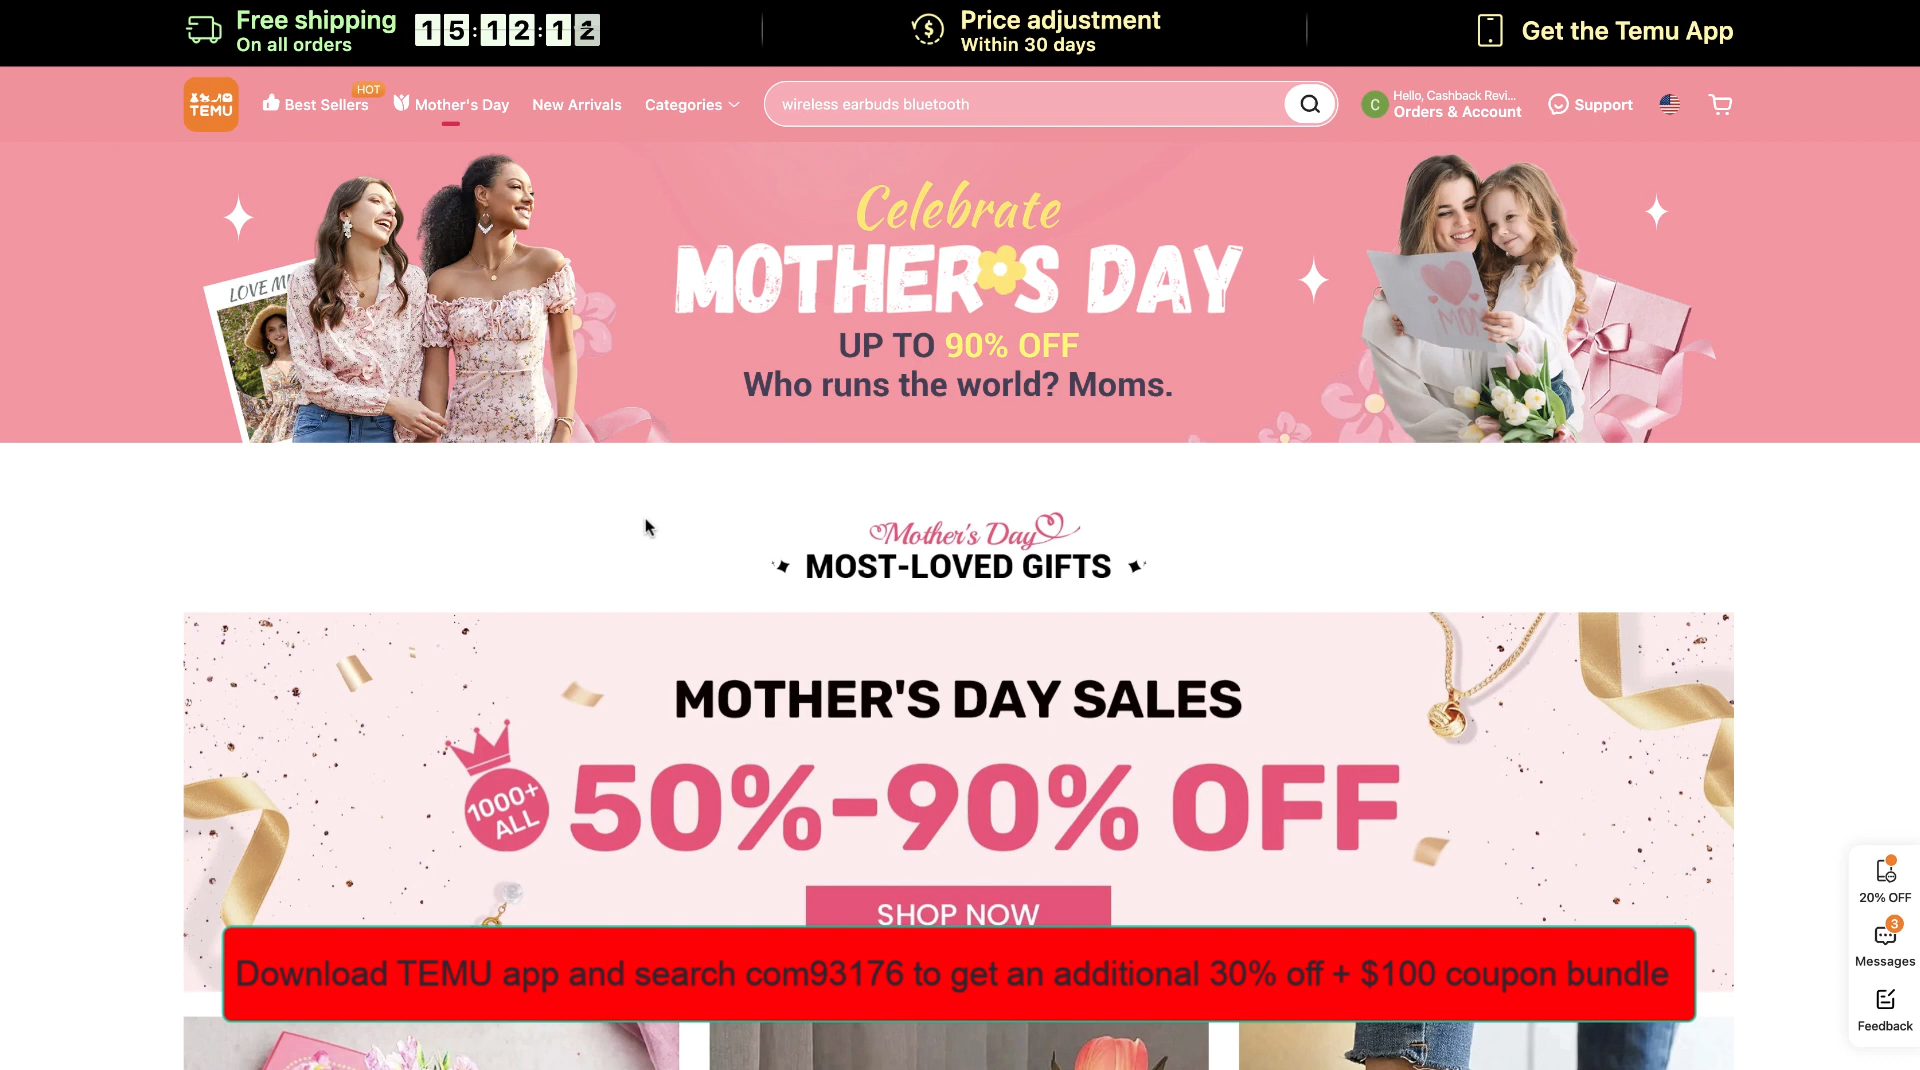 Free shipping
On all orders
15:12:12
Price adjustment
Within 30 days
Get the Temu App
TEMU
Best Sellers
HOT
Mother's Day
New Arrivals
Categories
wireless earbuds bluetooth
C
Hello, Cashback Revi...
Orders & Account
Support
LOVE M
Celebrate
MOTHER'S DAY
UP TO 90% OFF
Who runs the world? Moms.
MOM
Mother's Day
MOST-LOVED GIFTS
MOTHER'S DAY SALES
1000+
ALL
50%-90% OFF
SHOP NOW
20% OFF
3
Messages
Feedback
Download TEMU app and search com93176 to get an additional 30% off + $100 coupon bundle